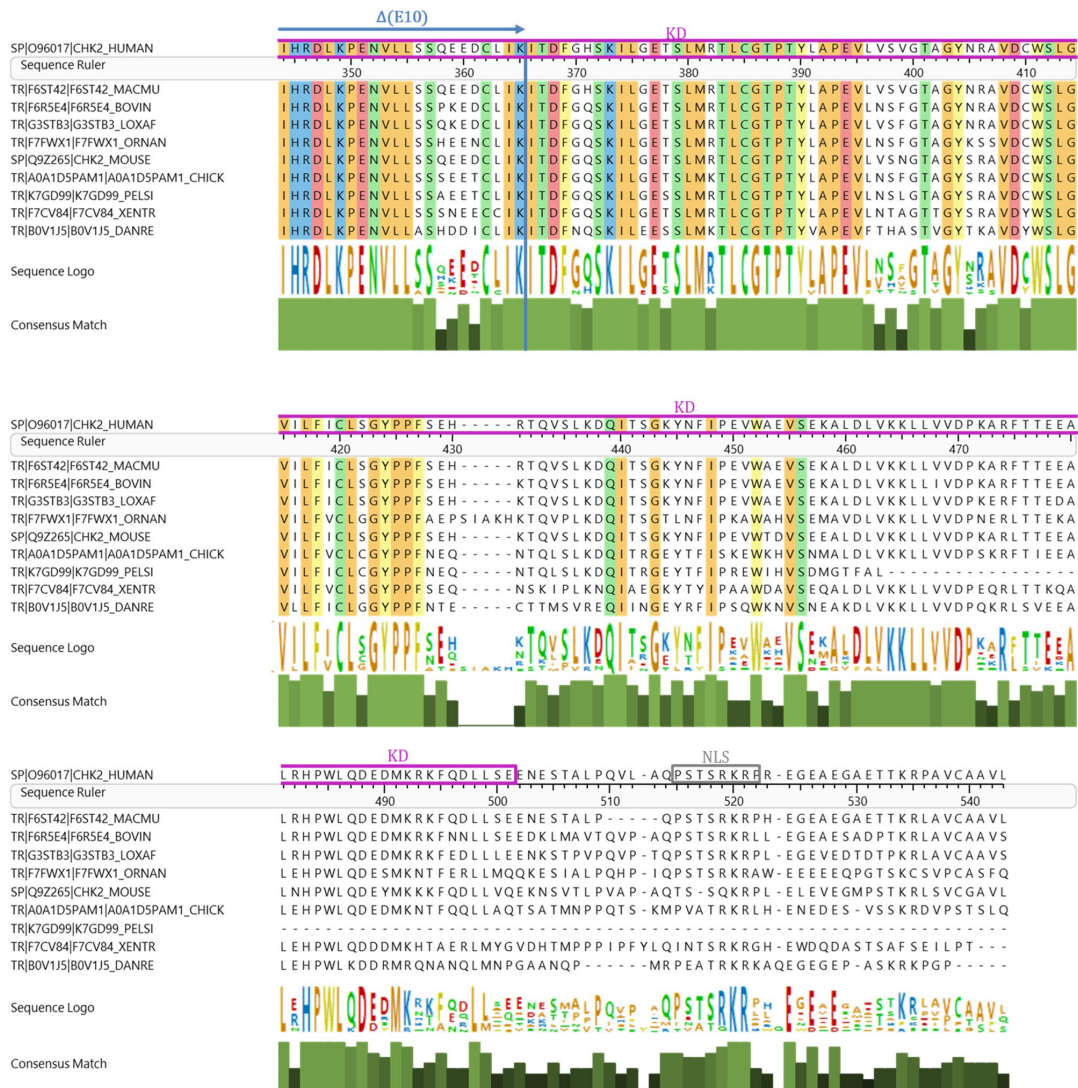 Δ(E10)
KD
SP|O96017|CHK2_HUMAN IHRDLKPENVLLSSQEEDCLIKITDFGHSKILGETSLMRTLCGTPTYLAPEVLVSVGTAGYNRAVDCWSLG
Sequence Ruler 350 360 370 380 390 400 410
TR|F6ST42|F6ST42_MACMU IHRDLKPENVLLSSQEEDCLIKITDFGHSKILGETSLMRTLCGTPTYLAPEVLVSVGTAGYNRAVDCWSLG
TR|F6R5E4|F6R5E4_BOVIN IHRDLKPENVLLSSPKEDCLIKITDFGQSKILGETSLMRTLCGTPTYLAPEVLNSFGTAGYNRAVDCWSLG
TR|G3STB3|G3STB3_LOXAF IHRDLKPENVLLSSQKEDCLIKITDFGQSKILGETSLMRTLCGTPTYLAPEVLVSFGTAGYNRAVDCWSLG
TR|F7FWX1|F7FWX1_ORNAN IHRDLKPENVLLSSHEENCLIKITDFGQSKILGETSLMKTLCGTPTYLAPEVLNSFGTAGYKSSVDCWSLG
SP|Q9Z265|CHK2_MOUSE IHRDLKPENVLLSSQEEDCLIKITDFGQSKILGETSLMRTLCGTPTYLAPEVLVSNGTAGYSRAVDCWSLG
TR|A0A1D5PAM1|A0A1D5PAM1_CHICK IHRDLKPENVLLSSSEETCLIKITDFGQSKILGETSLMKTLCGTPTYLAPEVLNSFGTAGYSRAVDCWSLG
TR|K7GD99|K7GD99_PELSI IHRDLKPENVLLSSAEETCLIKITDFGQSKILGETSLMKTLCGTPTYLAPEVLNSFGTAGYNRAVDCWSLG
TR|F7CV84|F7CV84_XENTR IHRDLKPENVLLSSSNEECCIKITDFGQSKILGETSLMRTLCGTPTYLAPEVLNTAGTTGYSRAVDYWSLG
TR|B0V1J5|B0V1J5_DANRE IHRDLKPENVLLASHDDICLIKITDFNQSKILEESSLMKTLCGTPTYLAPEVFTHASTVGYTKAVDYWSLG
Sequence Logo
Consensus Match
KD
SP|O96017|CHK2_HUMAN VILFICLSGYPPFSEH-----RTQVSLKDQITSGKYNFIPEVWAEVSEKALDLVKKLLVVDPKARFTTEEA
Sequence Ruler 420 430 440 450 460 470
TR|F6ST42|F6ST42_MACMU VILFICLSGYPPFSEH-----RTQVSLKDQITSGKYNFIPEVWAEVSEKALDLVKKLLVVDPKARFTTEEA
TR|F6R5E4|F6R5E4_BOVIN VILFICLSGYPPFSEH-----KTQVSLKDQITSGKYNFIPEVWAEVSEKALDLVKKLLIVDPKARFTTEEA
TR|G3STB3|G3STB3_LOXAF VILFICLSGYPPFSEH-----KTQVSLKDQITSGKYNFIPEVWAEVSEKALDLVKKLLVVDPKERFTTEDA
TR|F7FWX1|F7FWX1_ORNAN VILFVCLGGYPPFAEPSIAKHKTQVPLKDQITSGTLNFIPKAWAHVSEMAVDLVKKLLVVDPNERLTTEKA
SP|Q9Z265|CHK2_MOUSE VILFICLSGYPPFSEH-----KTQVSLKDQITSGKYNFIPEVWTDVSEEALDLVKKLLVVDPKARLTTEEA
TR|A0A1D5PAM1|A0A1D5PAM1_CHICK VILFVCLCGYPPFNEQ-----NTQLSLKDQITSGEYTFISKEWKHVSNMALDLVKKLLVVDPSKRFTIEEA
TR|K7GD99|K7GD99_PELSI VILFICLCGYPPFNEQ-----NTQLSLKDQITRGEYTFIPREWIHVSDMGTFAL-----------------
TR|F7CV84|F7CV84_XENTR VILFVCLSGYPPFSEQ-----NSKIPLKNQIAEGKYTYIPAAWDAVSEKAIDLVKKLLVVDPEQRLTTKQA
TR|B0V1J5|B0V1J5_DANRE VILFICLGGYPPFNTE-----CTTMSVREQIINGEYRFIPSQWKNVSNEAKDLVKKLLVVDPQKRLSVEEA
Sequence Logo
Consensus Match
KD NLS
SP|O96017|CHK2_HUMAN LRHPWLQDEDMKRKFQDLLSEENESTALPQVL-AQPSTSRKRPR-EGEAEGAETTKRPAVCAAVL
Sequence Ruler 490 500 510 520 530 540
TR|F6ST42|F6ST42_MACMU LRHPWLQDEDMKRKFQDLLSEENESTALP-----QPSTSRKRPH-EGEAEGAETTKRLAVCAAVL
TR|F6R5E4|F6R5E4_BOVIN LRHPWLQDEDMKRKFNNLLSEEDKLMAVTQVP-AQPSTSRKRLL-EGEAESADPTKRLAVCAAVL
TR|G3STB3|G3STB3_LOXAF LRHPWLQDEDMKRKFEDLLLEENKSTPVPQVP-TQPSTSRKRPL-EGEVEDTDTPKRLAVCAAVS
TR|F7FWX1|F7FWX1_ORNAN LEHPWLQDESMKNTFERLLMQQKESIALPQHP-IQPSTSRKRAW-EEEEEQPGTSKCSVPCASFQ
SP|Q9Z265|CHK2_MOUSE LNHPWLQDEYMKKKFQDLLVQEKNSVTLPVAP-AQTS-SQKRPL-ELEVEGMPSTKRLSVCGAVL
TR|A0A1D5PAM1|A0A1D5PAM1_CHICK LEHPWLQDEDMKNTFQQLLAQTSATMNPPQTS-KMPVATRKRLH-ENEDES-VSSKRDVPSTSLQ
TR|K7GD99|K7GD99_PELSI -----------------------------------------------------------------
TR|F7CV84|F7CV84_XENTR LEHPWLQDDDMKHTAERLMYGVDHTMPPPIPFYLQINTSRKRGH-EWDQDASTSAFSEILPT---
TR|B0V1J5|B0V1J5_DANRE LEHPWLKDDRMRQNANQLMNPGAANQP------MRPEATRKRKAQEGEGEP-ASKRKPGP-----
Sequence Logo
Consensus Match